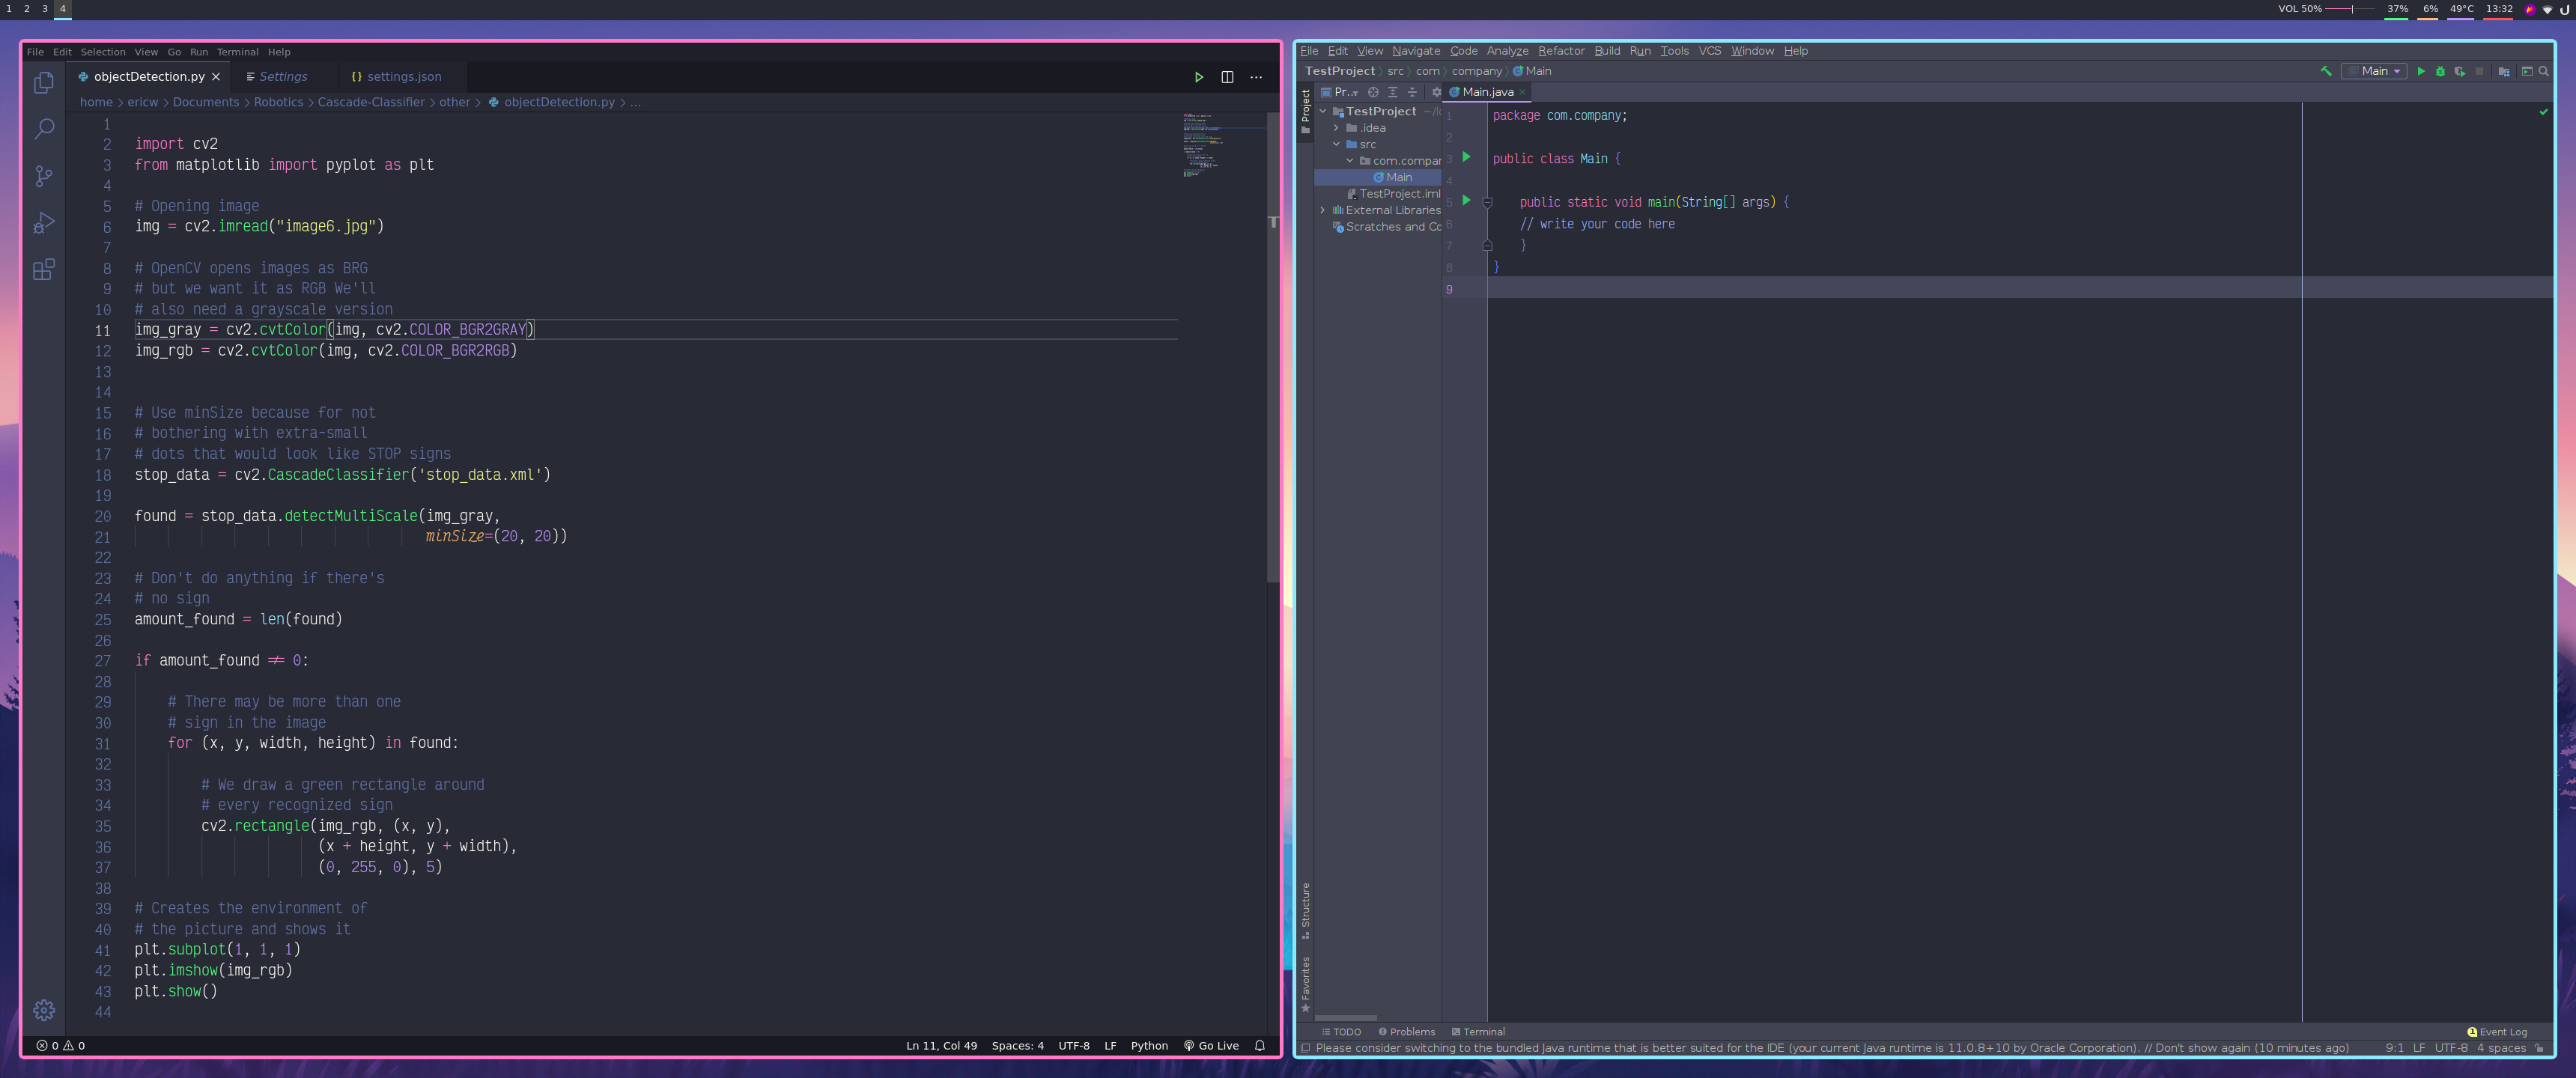 1 2 3 4
VOL 50% 37% 6% 49°C 13:32
File Edit Selection View Go Run Terminal Help
objectDetection.py Settings settings.json
home > ericw > Documents > Robotics > Cascade-Classifier > other > objectDetection.py > ...
1
2 import cv2
3 from matplotlib import pyplot as plt
4
5 # Opening image
6 img = cv2.imread("image6.jpg")
7
8 # OpenCV opens images as BRG
9 # but we want it as RGB We'll
10 # also need a grayscale version
11 img_gray = cv2.cvtColor(img, cv2.COLOR_BGR2GRAY)
12 img_rgb = cv2.cvtColor(img, cv2.COLOR_BGR2RGB)
13
14
15 # Use minSize because for not
16 # bothering with extra-small
17 # dots that would look like STOP signs
18 stop_data = cv2.CascadeClassifier('stop_data.xml')
19
20 found = stop_data.detectMultiScale(img_gray,
21 minSize=(20, 20))
22
23 # Don't do anything if there's
24 # no sign
25 amount_found = len(found)
26
27 if amount_found ≠ 0:
28
29 # There may be more than one
30 # sign in the image
31 for (x, y, width, height) in found:
32
33 # We draw a green rectangle around
34 # every recognized sign
35 cv2.rectangle(img_rgb, (x, y),
36 (x + height, y + width),
37 (0, 255, 0), 5)
38
39 # Creates the environment of
40 # the picture and shows it
41 plt.subplot(1, 1, 1)
42 plt.imshow(img_rgb)
43 plt.show()
44
0 0 Ln 11, Col 49 Spaces: 4 UTF-8 LF Python Go Live
File Edit View Navigate Code Analyze Refactor Build Run Tools VCS Window Help
TestProject > src > com > company > Main Main
Project
Pr... Main.java
TestProject
.idea
src
com.compar
Main
TestProject.iml
External Libraries
Scratches and Co
1 package com.company;
2
3 public class Main {
4
5 public static void main(String[] args) {
6 // write your code here
7 }
8 }
9
Structure
Favorites
TODO Problems Terminal 1 Event Log
Please consider switching to the bundled Java runtime that is better suited for the IDE (your current Java runtime is 11.0.8+10 by Oracle Corporation). // Don't show again (10 minutes ago) 9:1 LF UTF-8 4 spaces